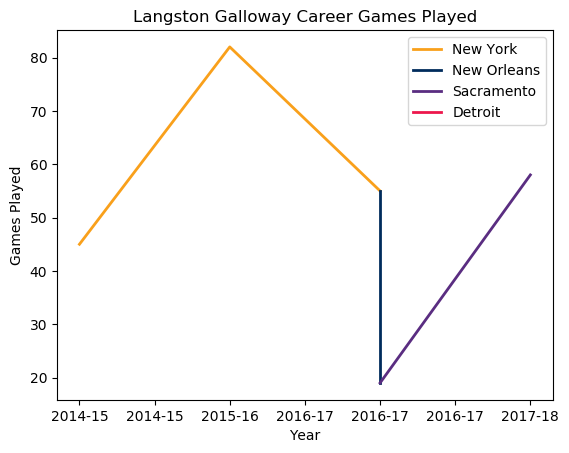 Langston Galloway Career Games Played
New York
New Orleans
Sacramento
Detroit
Games Played
80
70
60
50
40
30
20
2014-15 2014-15 2015-16 2016-17 2016-17 2016-17 2017-18
Year